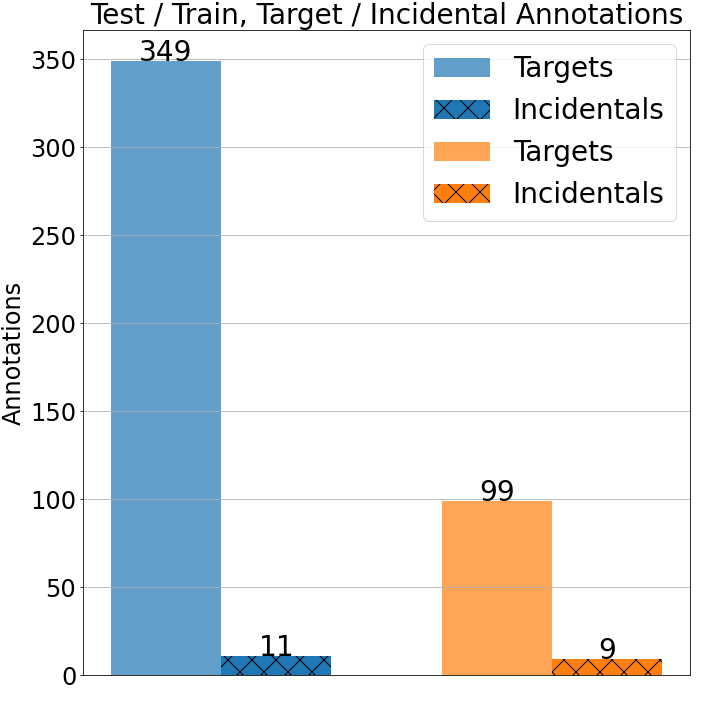 Test / Train, Target / Incidental Annotations
349
350
Targets
Incidentals
300
Targets
Incidentals
250
200
Annotations
150
99
100
50
11
9
0